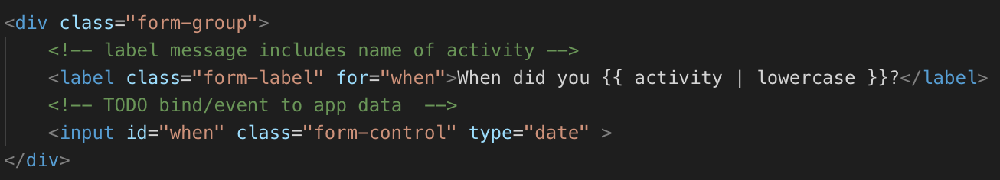 <div class="form-group">
    <!-- label message includes name of activity -->
    <label class="form-label" for="when">When did you {{ activity | lowercase }}?</label>
    <!-- TODO bind/event to app data  -->
    <input id="when" class="form-control" type="date" >
</div>